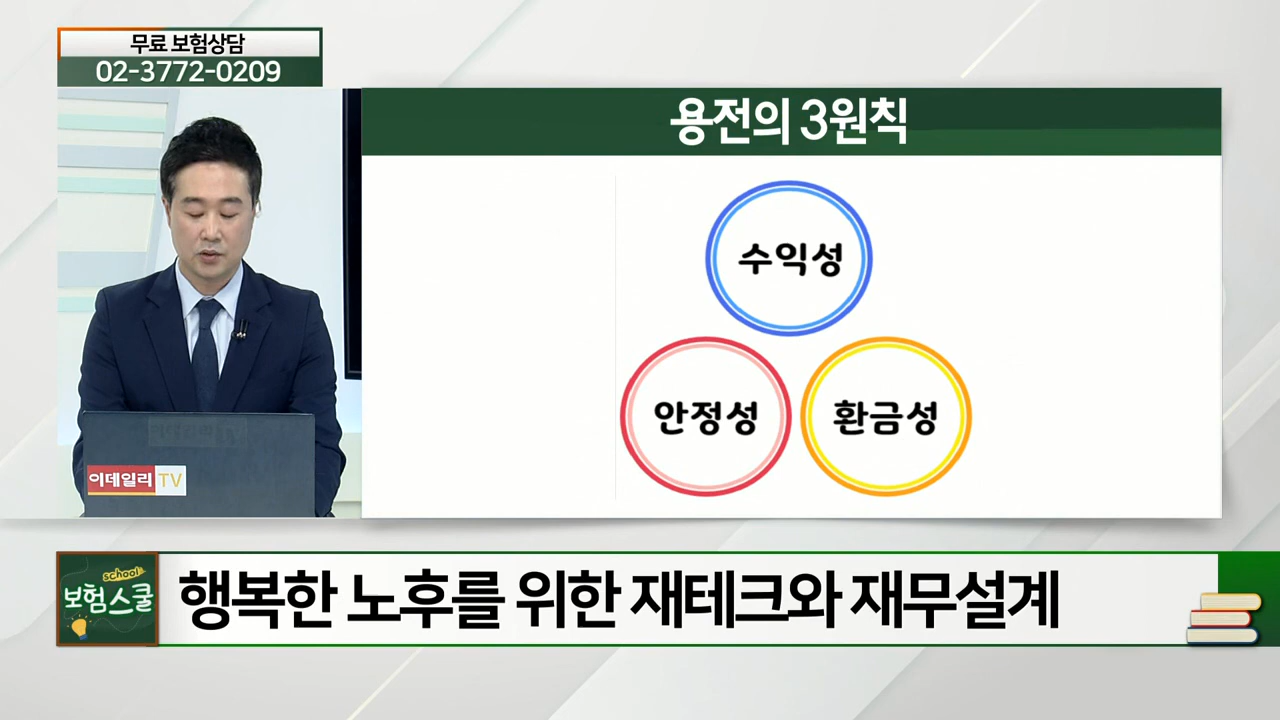 무료 보험상담
02-3772-0209
용전의 3원칙
수익성
안정성
환금성
이데일리 TV
school
보험스쿨
행복한 노후를 위한 재테크와 재무설계